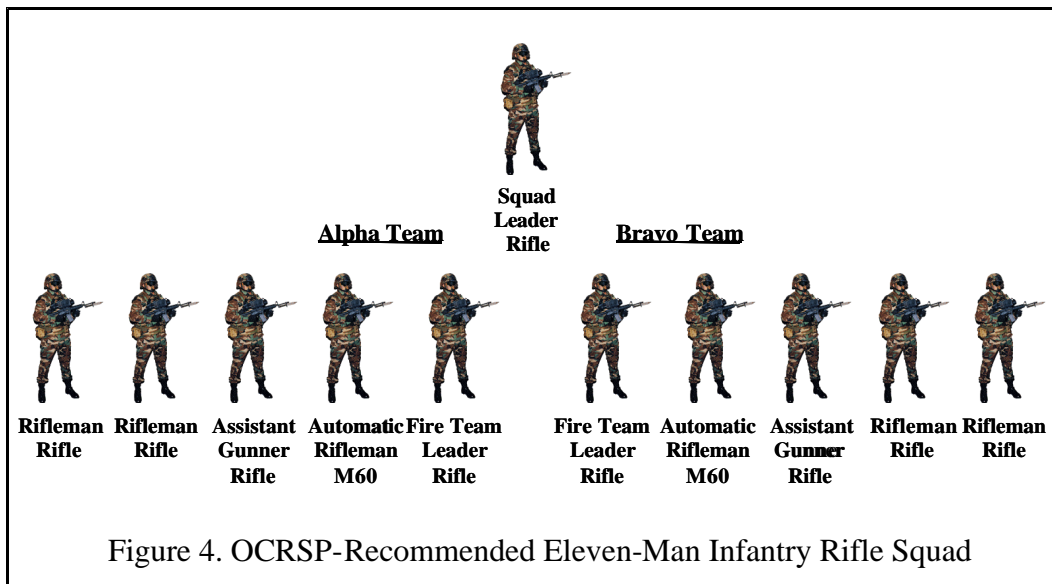 Squad
Leader
Rifle
Alpha Team
Bravo Team
Rifleman
Rifle
Rifleman
Rifle
Assistant
Gunner
Rifle
Automatic
Rifleman
M60
Fire Team
Leader
Rifle
Fire Team
Leader
Rifle
Automatic
Rifleman
M60
Assistant
Gunner
Rifle
Rifleman
Rifle
Rifleman
Rifle
Figure 4. OCRSP-Recommended Eleven-Man Infantry Rifle Squad